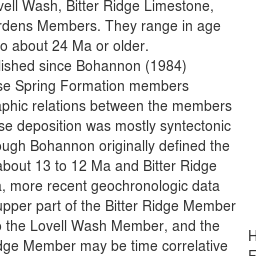 vell Wash, Bitter Ridge Limestone,
rdens Members. They range in age
o about 24 Ma or older.
lished since Bohannon (1984)
se Spring Formation members
aphic relations between the members
se deposition was mostly syntectonic
ough Bohannon originally defined the
about 13 to 12 Ma and Bitter Ridge
, more recent geochronologic data
upper part of the Bitter Ridge Member
o the Lovell Wash Member, and the
dge Member may be time correlative
H